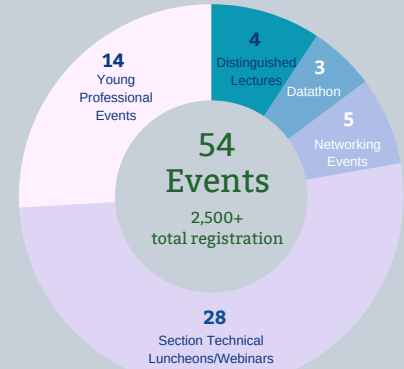 4
Distinguished
Lectures
3
Datathon
5
Networking
Events
14
Young
Professional
Events
54
Events
2,500+
total registration
28
Section Technical
Luncheons/Webinars